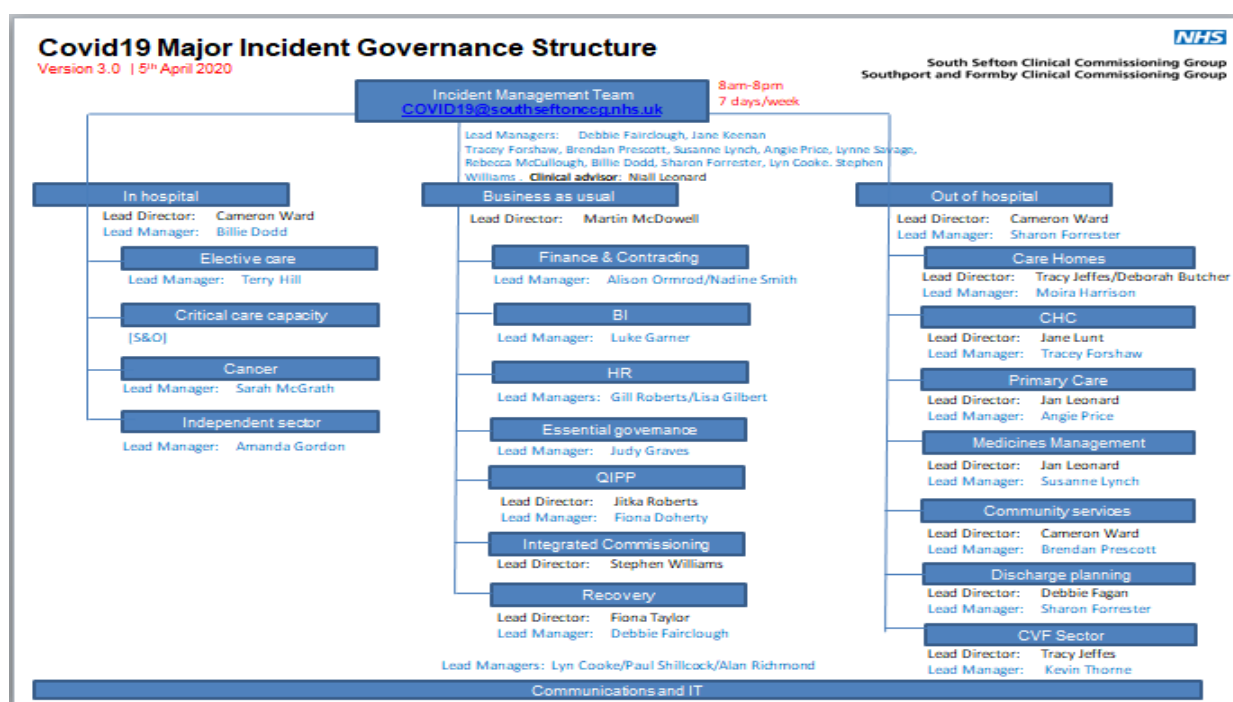 Covid19 Major Incident Governance Structure
Version 3.0 | 5th April 2020
NHS
South Sefton Clinical Commissioning Group
Southport and Formby Clinical Commissioning Group
Incident Management Team
COVID19@southseftonccg.nhs.uk
8am-8pm
7 days/week
Lead Managers: Debbie Fairclough, Jane Keenan
Tracey Forshaw, Brendan Prescott, Susanne Lynch, Angie Price, Lynne Savage,
Rebecca McCullough, Billie Dodd, Sharon Forrester, Lyn Cooke. Stephen
Williams . Clinical advisor: Niall Leonard
In hospital
Lead Director: Cameron Ward
Lead Manager: Billie Dodd
Elective care
Lead Manager: Terry Hill
Critical care capacity
[S&O]
Cancer
Lead Manager: Sarah McGrath
Independent sector
Lead Manager: Amanda Gordon
Business as usual
Lead Director: Martin McDowell
Finance & Contracting
Lead Manager: Alison Ormrod/Nadine Smith
BI
Lead Manager: Luke Garner
HR
Lead Managers: Gill Roberts/Lisa Gilbert
Essential governance
Lead Manager: Judy Graves
QIPP
Lead Director: Jitka Roberts
Lead Manager: Fiona Doherty
Integrated Commissioning
Lead Director: Stephen Williams
Recovery
Lead Director: Fiona Taylor
Lead Manager: Debbie Fairclough
Out of hospital
Lead Director: Cameron Ward
Lead Manager: Sharon Forrester
Care Homes
Lead Director: Tracy Jeffes/Deborah Butcher
Lead Manager: Moira Harrison
CHC
Lead Director: Jane Lunt
Lead Manager: Tracey Forshaw
Primary Care
Lead Director: Jan Leonard
Lead Manager: Angie Price
Medicines Management
Lead Director: Jan Leonard
Lead Manager: Susanne Lynch
Community services
Lead Director: Cameron Ward
Lead Manager: Brendan Prescott
Discharge planning
Lead Director: Debbie Fagan
Lead Manager: Sharon Forrester
CVF Sector
Lead Director: Tracy Jeffes
Lead Manager: Kevin Thorne
Lead Managers: Lyn Cooke/Paul Shillcock/Alan Richmond
Communications and IT